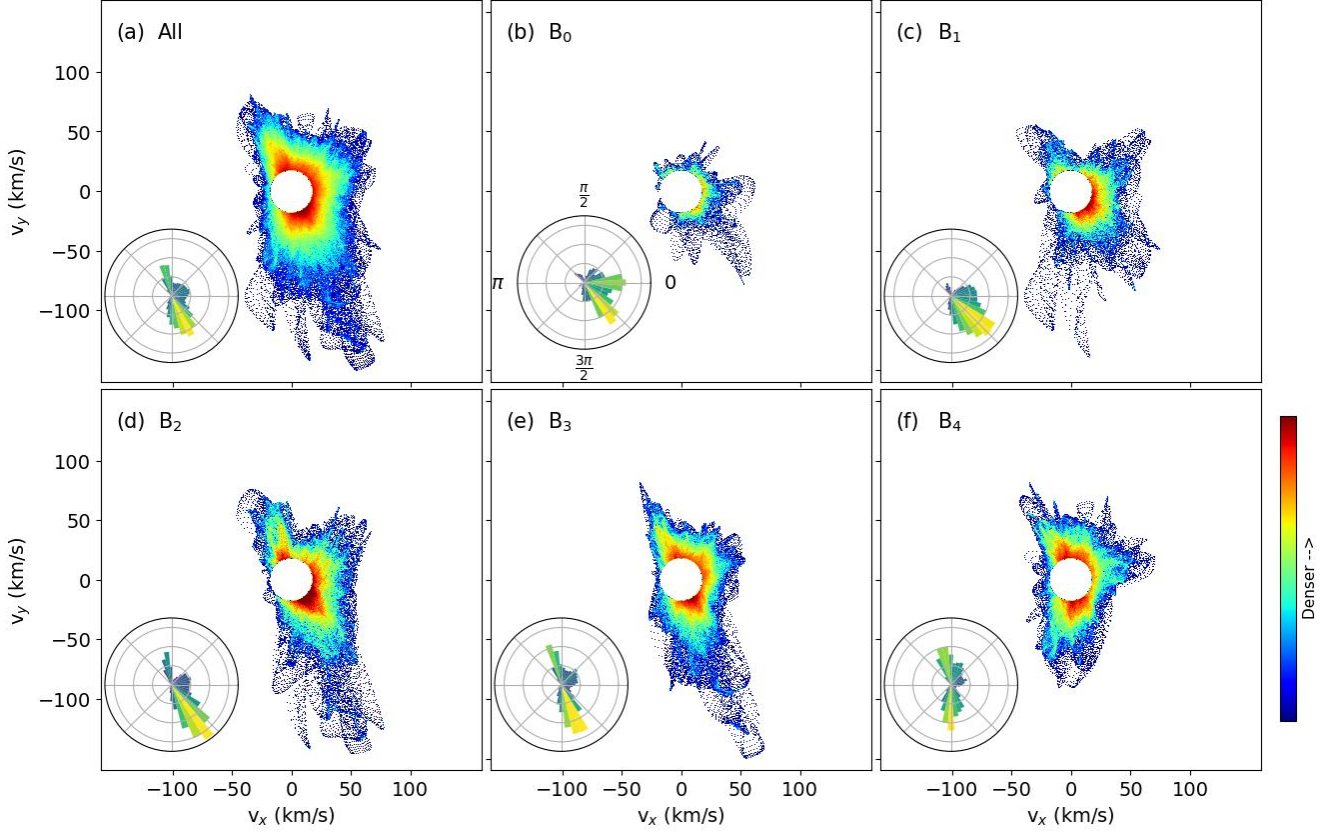 (a) All
(b) B₀
(c) B₁
100
50
0
−50
−100
v_y (km/s)
π/2
π
0
3π/2
(d) B₂
(e) B₃
(f) B₄
100
50
0
−50
−100
v_y (km/s)
Denser -->
−100 −50 0 50 100
−100 −50 0 50 100
−100 −50 0 50 100
v_x (km/s)
v_x (km/s)
v_x (km/s)